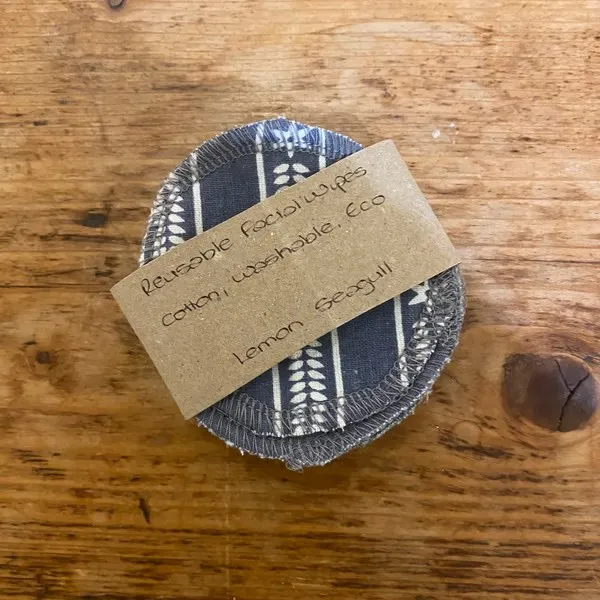 Reusable Facial Wipes
Cotton, Washable, Eco
Lemon Seagull